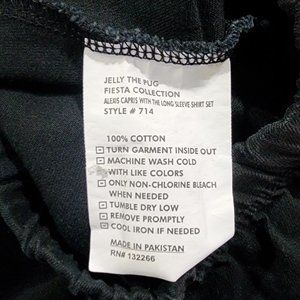 JELLY THE PUG
FIESTA COLLECTION
ALEXIS CAPRIS WITH THE LONG SLEEVE-SHIRT SET
STYLE # 714
100% COTTON
TURN GARMENT INSIDE OUT
MACHINE WASH COLD
WITH LIKE COLORS
ONLY NON-CHLORINE BLEACH
WHEN NEEDED
TUMBLE DRY LOW
REMOVE PROMPTLY
COOL IRON IF NEEDED
MADE IN PAKISTAN
RN# 132266